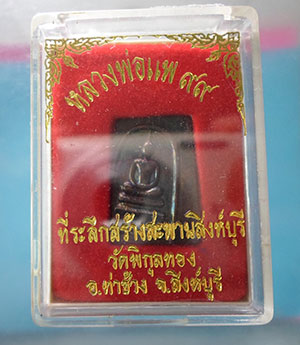 หลวงพ่อแพ ๙๙
ที่ระลึกสร้างสะพานสิงห์บุรี
วัดพิกุลทอง
อ.ท่าช้าง จ.สิงห์บุรี